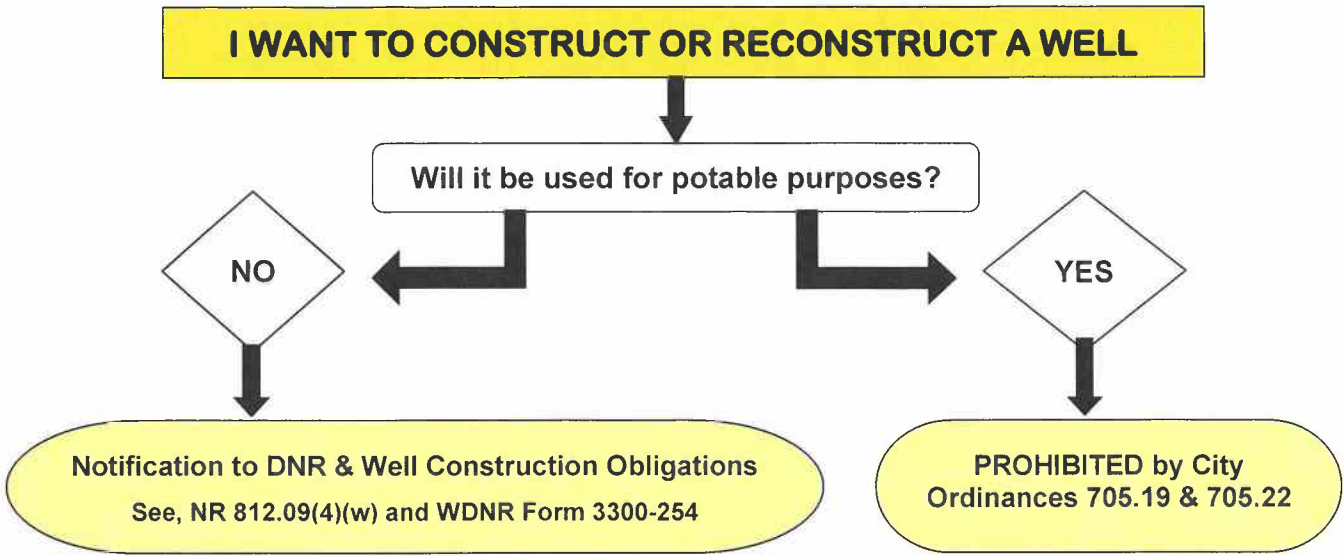 I WANT TO CONSTRUCT OR RECONSTRUCT A WELL
Will it be used for potable purposes?
NO
YES
Notification to DNR & Well Construction Obligations
See, NR 812.09(4)(w) and WDNR Form 3300-254
PROHIBITED by City
Ordinances 705.19 & 705.22